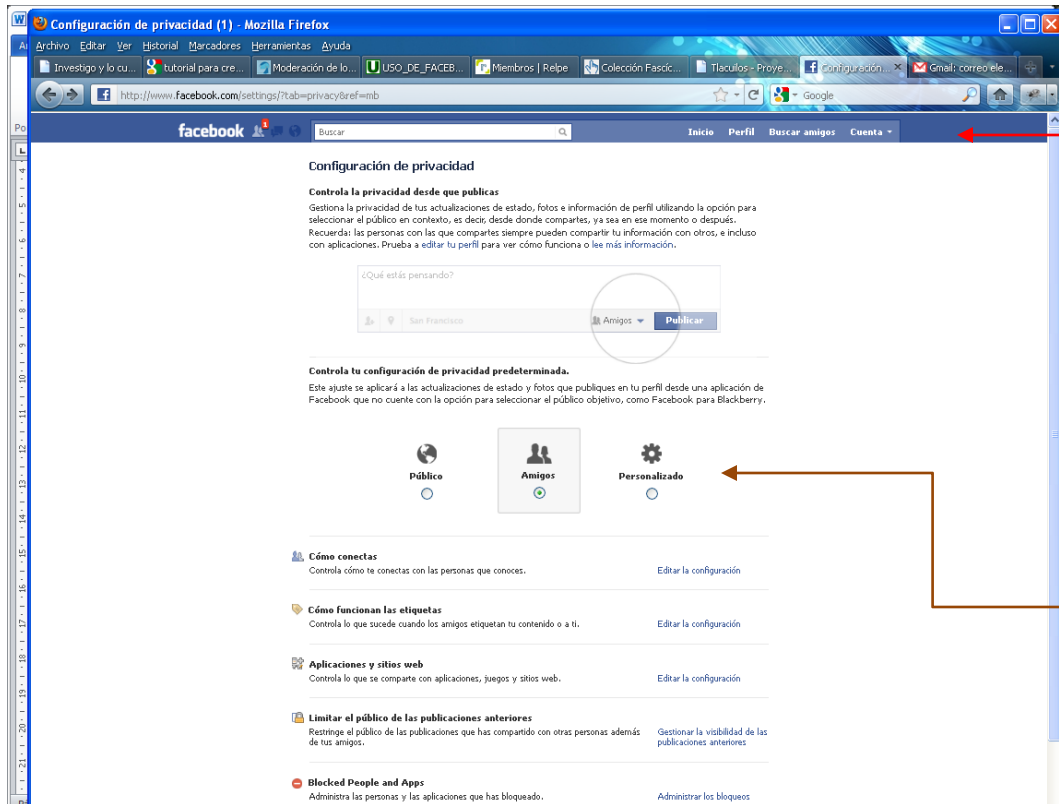 Configuración de privacidad (1) - Mozilla Firefox
Archivo Editar Ver Historial Marcadores Herramientas Ayuda
Investigo y lo cu... tutorial para cre... Moderación de lo... USO_DE_FACEB... Membros | Relpe Colección Fascíc... Tlaculos - Proye... Configuración... Gmail: correo ele...
http://www.facebook.com/settings/?tab=privacy&ref=mb Google
facebook 1 Buscar Inicio Perfil Buscar amigos Cuenta
Configuración de privacidad
Controla la privacidad desde que publicas
Gestiona la privacidad de tus actualizaciones de estado, fotos e información de perfil utilizando la opción para
seleccionar el público en contexto, es decir, desde donde compartes, ya sea en ese momento o después.
Recuerda: las personas con las que compartes siempre pueden compartir tu información con otros, e incluso
con aplicaciones. Prueba a editar tu perfil para ver cómo funciona o lee más información.
¿Qué estás pensando?
San Francisco Amigos Publicar
Controla tu configuración de privacidad predeterminada.
Este ajuste se aplicará a las actualizaciones de estado y fotos que publiques en tu perfil desde una aplicación de
Facebook que no cuente con la opción para seleccionar el público objetivo, como Facebook para Blackberry.
Público Amigos Personalizado
Cómo conectas
Controla cómo te conectas con las personas que conoces. Editar la configuración
Cómo funcionan las etiquetas
Controla lo que sucede cuando los amigos etiquetan tu contenido o a ti. Editar la configuración
Aplicaciones y sitios web
Controla lo que se comparte con aplicaciones, juegos y sitios web. Editar la configuración
Limitar el público de las publicaciones anteriores
Restringe el público de las publicaciones que has compartido con otras personas además Gestionar la visibilidad de las
de tus amigos. publicaciones anteriores
Blocked People and Apps
Administra las personas y las aplicaciones que has bloqueado. Administrar los bloqueos